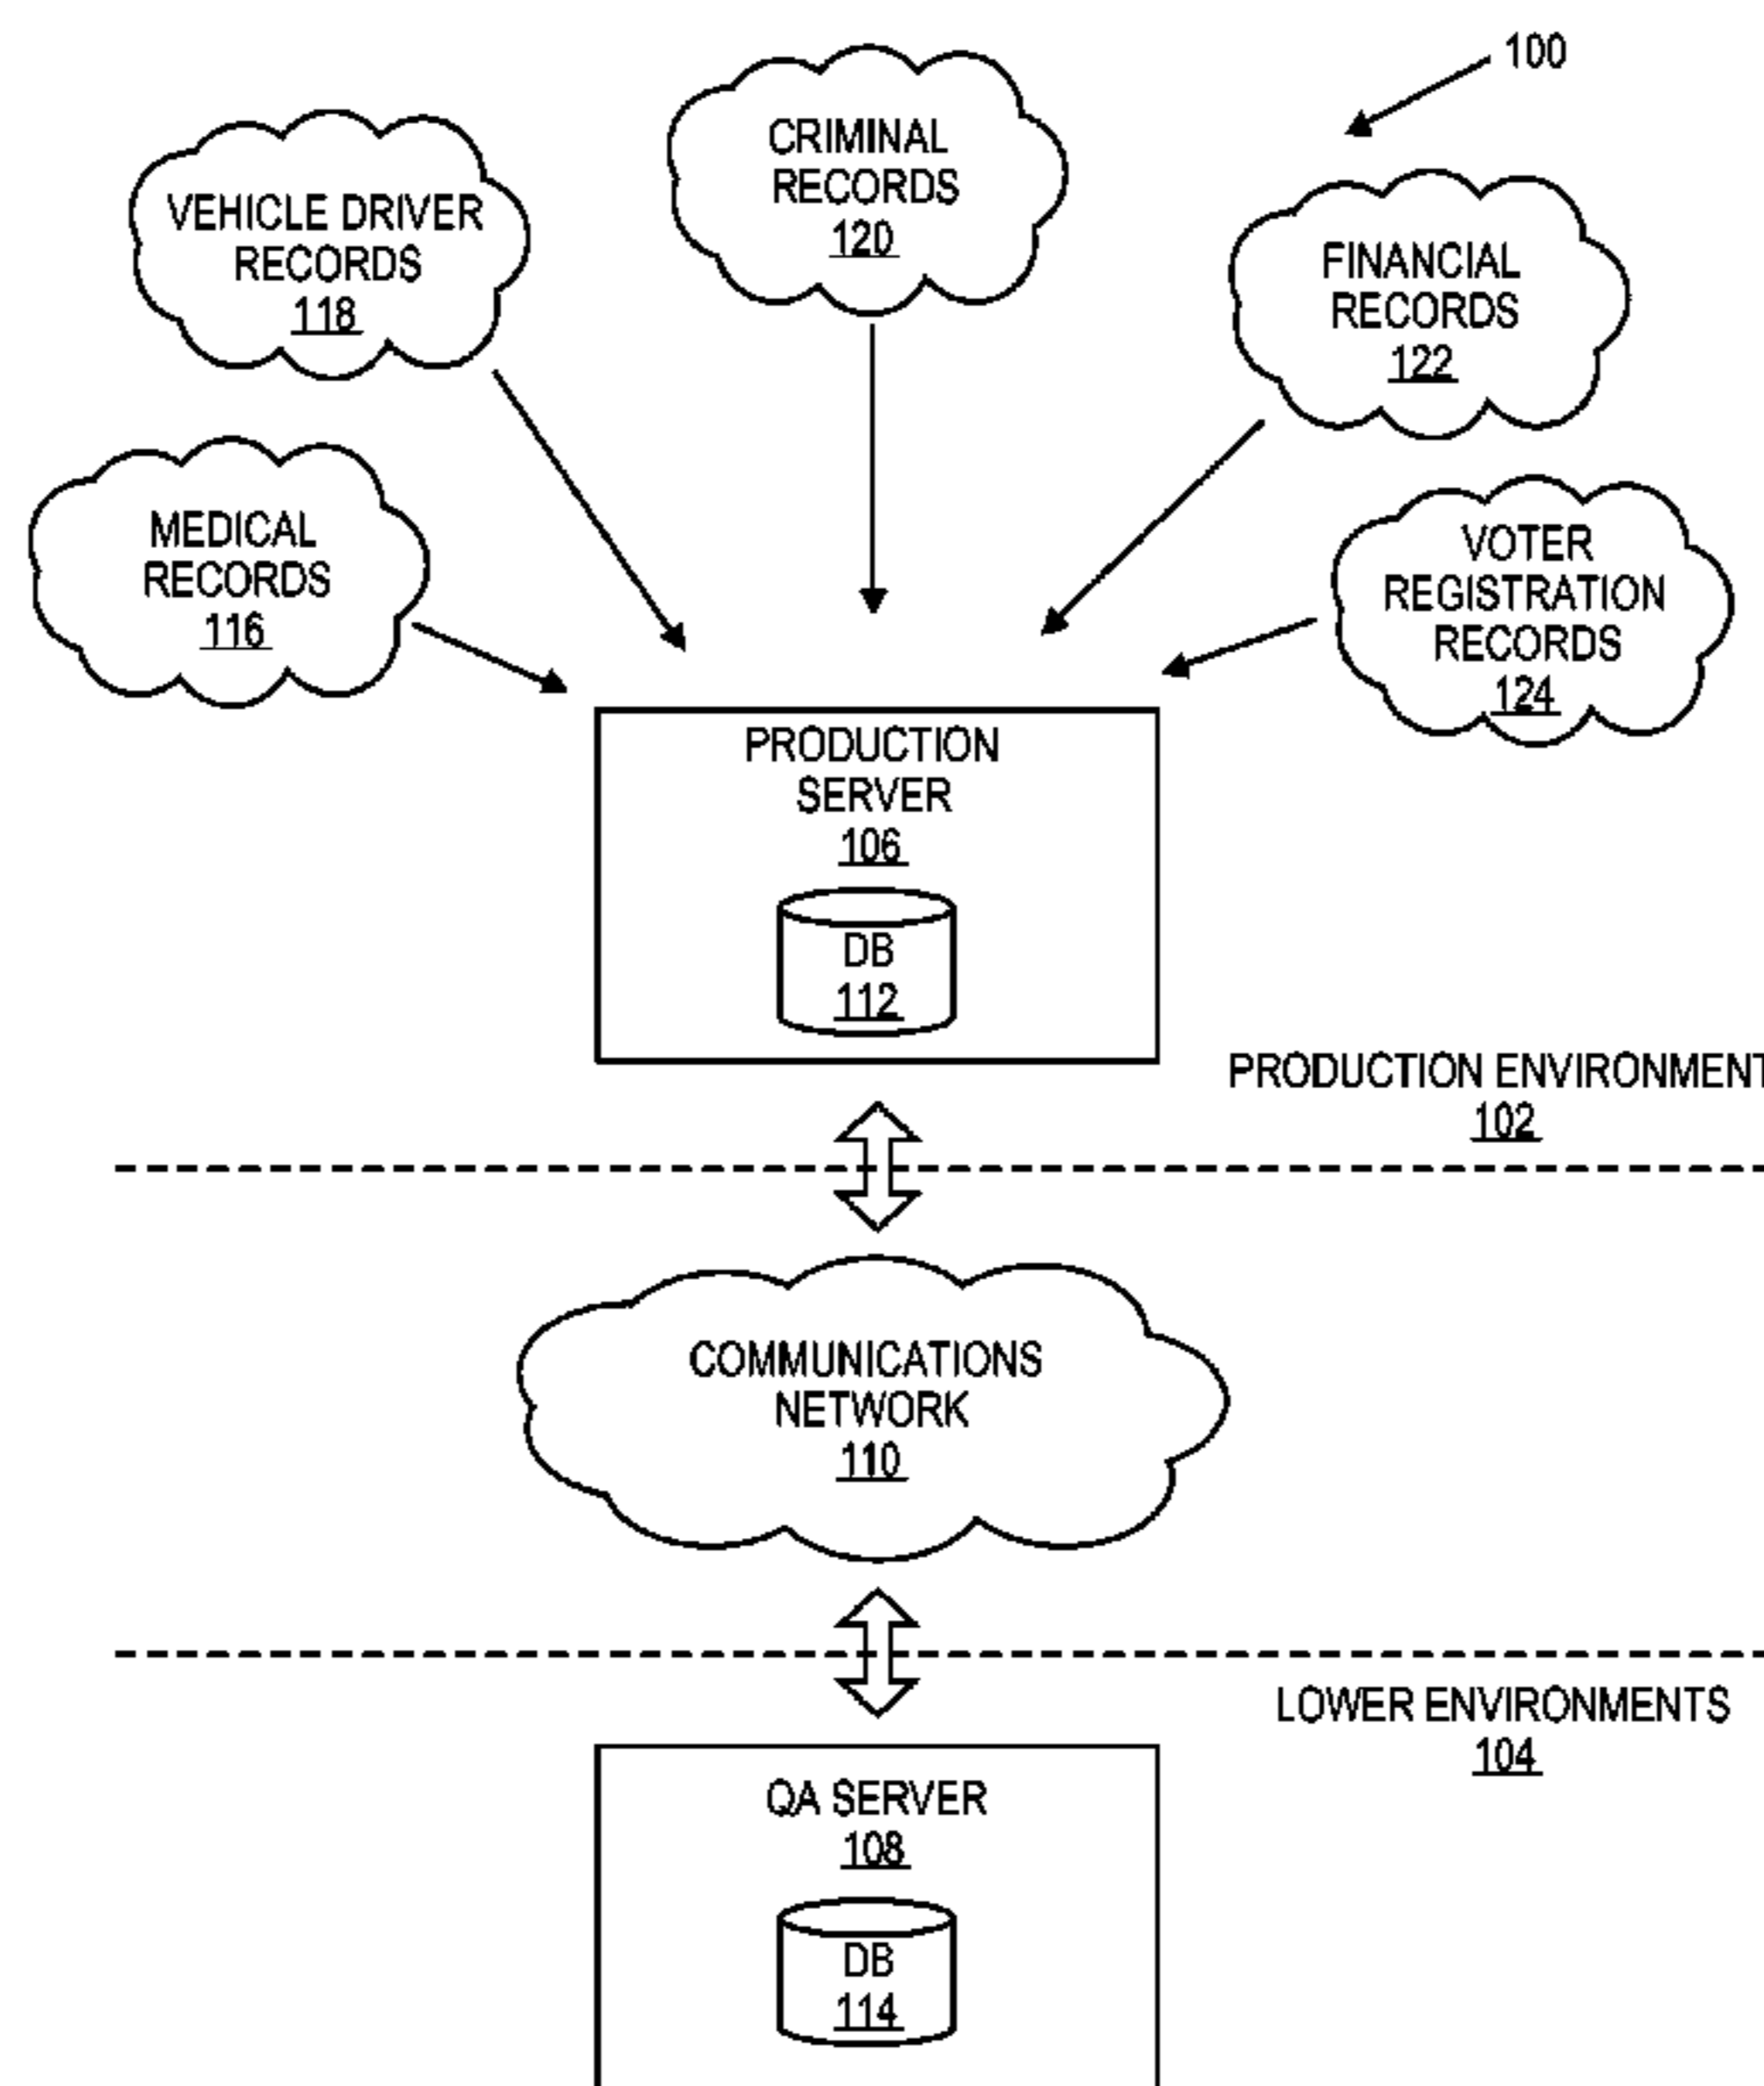 100
CRIMINAL
RECORDS
120
VEHICLE DRIVER
RECORDS
118
FINANCIAL
RECORDS
122
MEDICAL
RECORDS
116
VOTER
REGISTRATION
RECORDS
124
PRODUCTION
SERVER
106
DB
112
PRODUCTION ENVIRONMENT
102
COMMUNICATIONS
NETWORK
110
LOWER ENVIRONMENTS
104
QA SERVER
108
DB
114